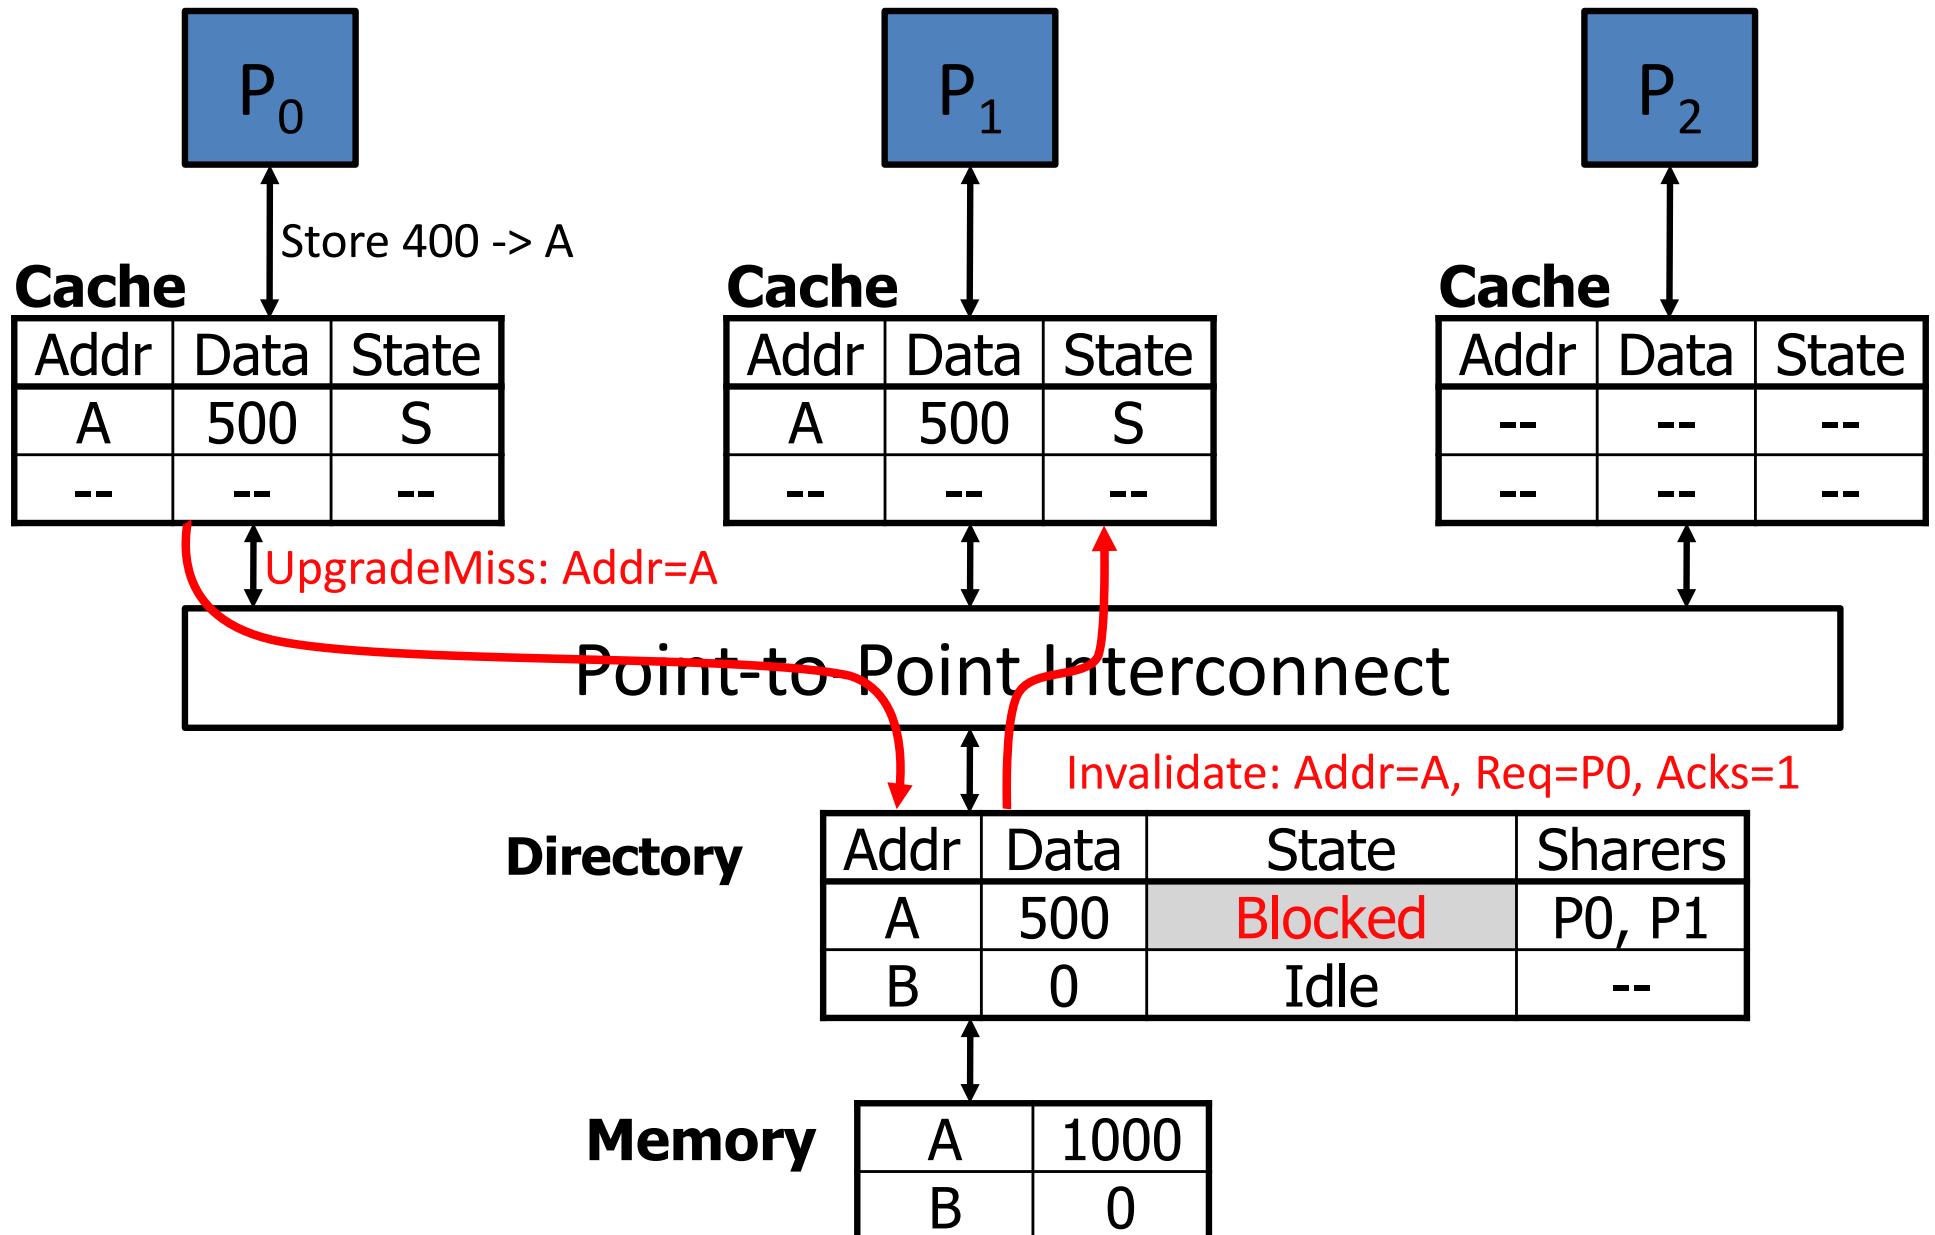 P0 P1 P2
Store 400 -> A
Cache Cache Cache
Addr Data State Addr Data State Addr Data State
A 500 S A 500 S -- -- --
-- -- -- -- -- -- -- -- --
UpgradeMiss: Addr=A
Point-to-Point Interconnect
Invalidate: Addr=A, Req=P0, Acks=1
Directory
Addr Data State Sharers
A 500 Blocked P0, P1
B 0 Idle --
Memory
A 1000
B 0